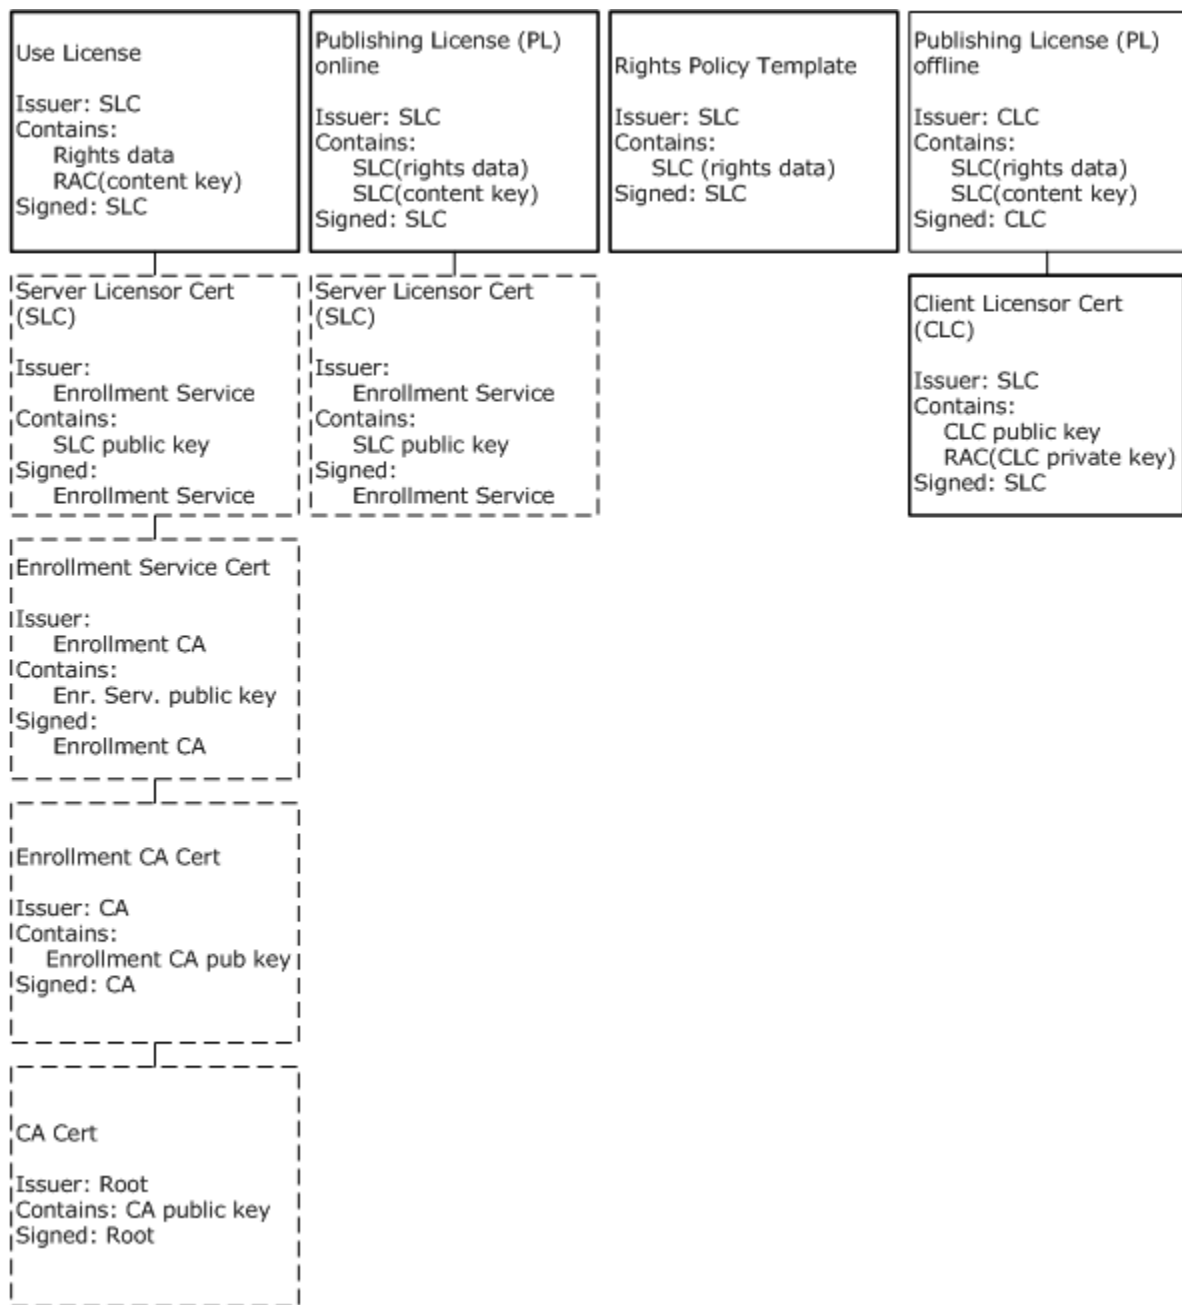 Use License
Issuer: SLC
Contains:
Rights data
RAC(content key)
Signed: SLC
Publishing License (PL)
online
Issuer: SLC
Contains:
SLC(rights data)
SLC(content key)
Signed: SLC
Rights Policy Template
Issuer: SLC
Contains:
SLC (rights data)
Signed: SLC
Publishing License (PL)
offline
Issuer: CLC
Contains:
SLC(rights data)
SLC(content key)
Signed: CLC
Server Licensor Cert
(SLC)
Issuer:
Enrollment Service
Contains:
SLC public key
Signed:
Enrollment Service
Server Licensor Cert
(SLC)
Issuer:
Enrollment Service
Contains:
SLC public key
Signed:
Enrollment Service
Client Licensor Cert
(CLC)
Issuer: SLC
Contains:
CLC public key
RAC(CLC private key)
Signed: SLC
Enrollment Service Cert
Issuer:
Enrollment CA
Contains:
Enr. Serv. public key
Signed:
Enrollment CA
Enrollment CA Cert
Issuer: CA
Contains:
Enrollment CA pub key
Signed: CA
CA Cert
Issuer: Root
Contains: CA public key
Signed: Root